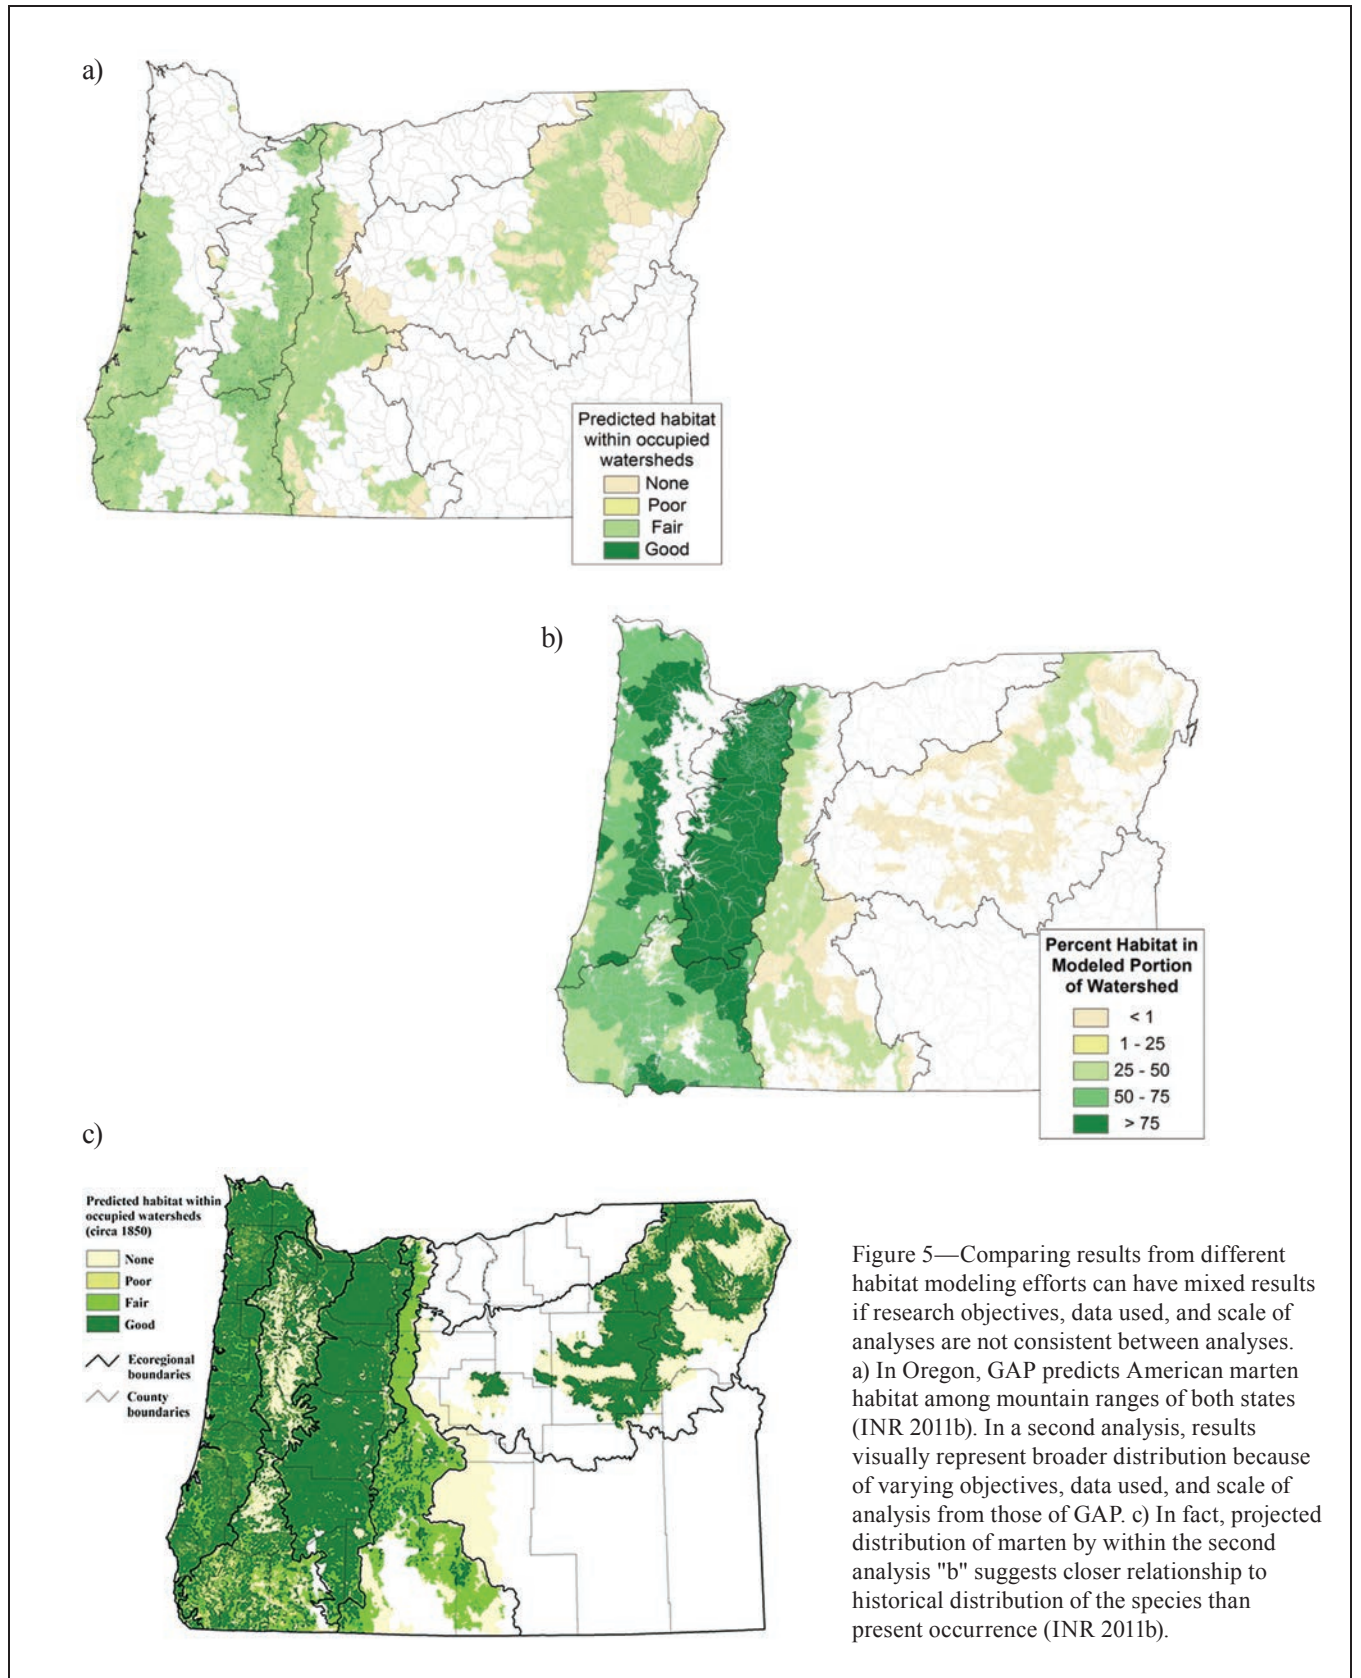 a)
Predicted habitat
within occupied
watersheds
None
Poor
Fair
Good
b)
Percent Habitat in
Modeled Portion
of Watershed
< 1
1 - 25
25 - 50
50 - 75
> 75
c)
Predicted habitat within
occupied watersheds
(circa 1850)
None
Poor
Fair
Good
Ecoregional
boundaries
County
boundaries
Figure 5—Comparing results from different
habitat modeling efforts can have mixed results
if research objectives, data used, and scale of
analyses are not consistent between analyses.
a) In Oregon, GAP predicts American marten
habitat among mountain ranges of both states
(INR 2011b). In a second analysis, results
visually represent broader distribution because
of varying objectives, data used, and scale of
analysis from those of GAP. c) In fact, projected
distribution of marten by within the second
analysis "b" suggests closer relationship to
historical distribution of the species than
present occurrence (INR 2011b).